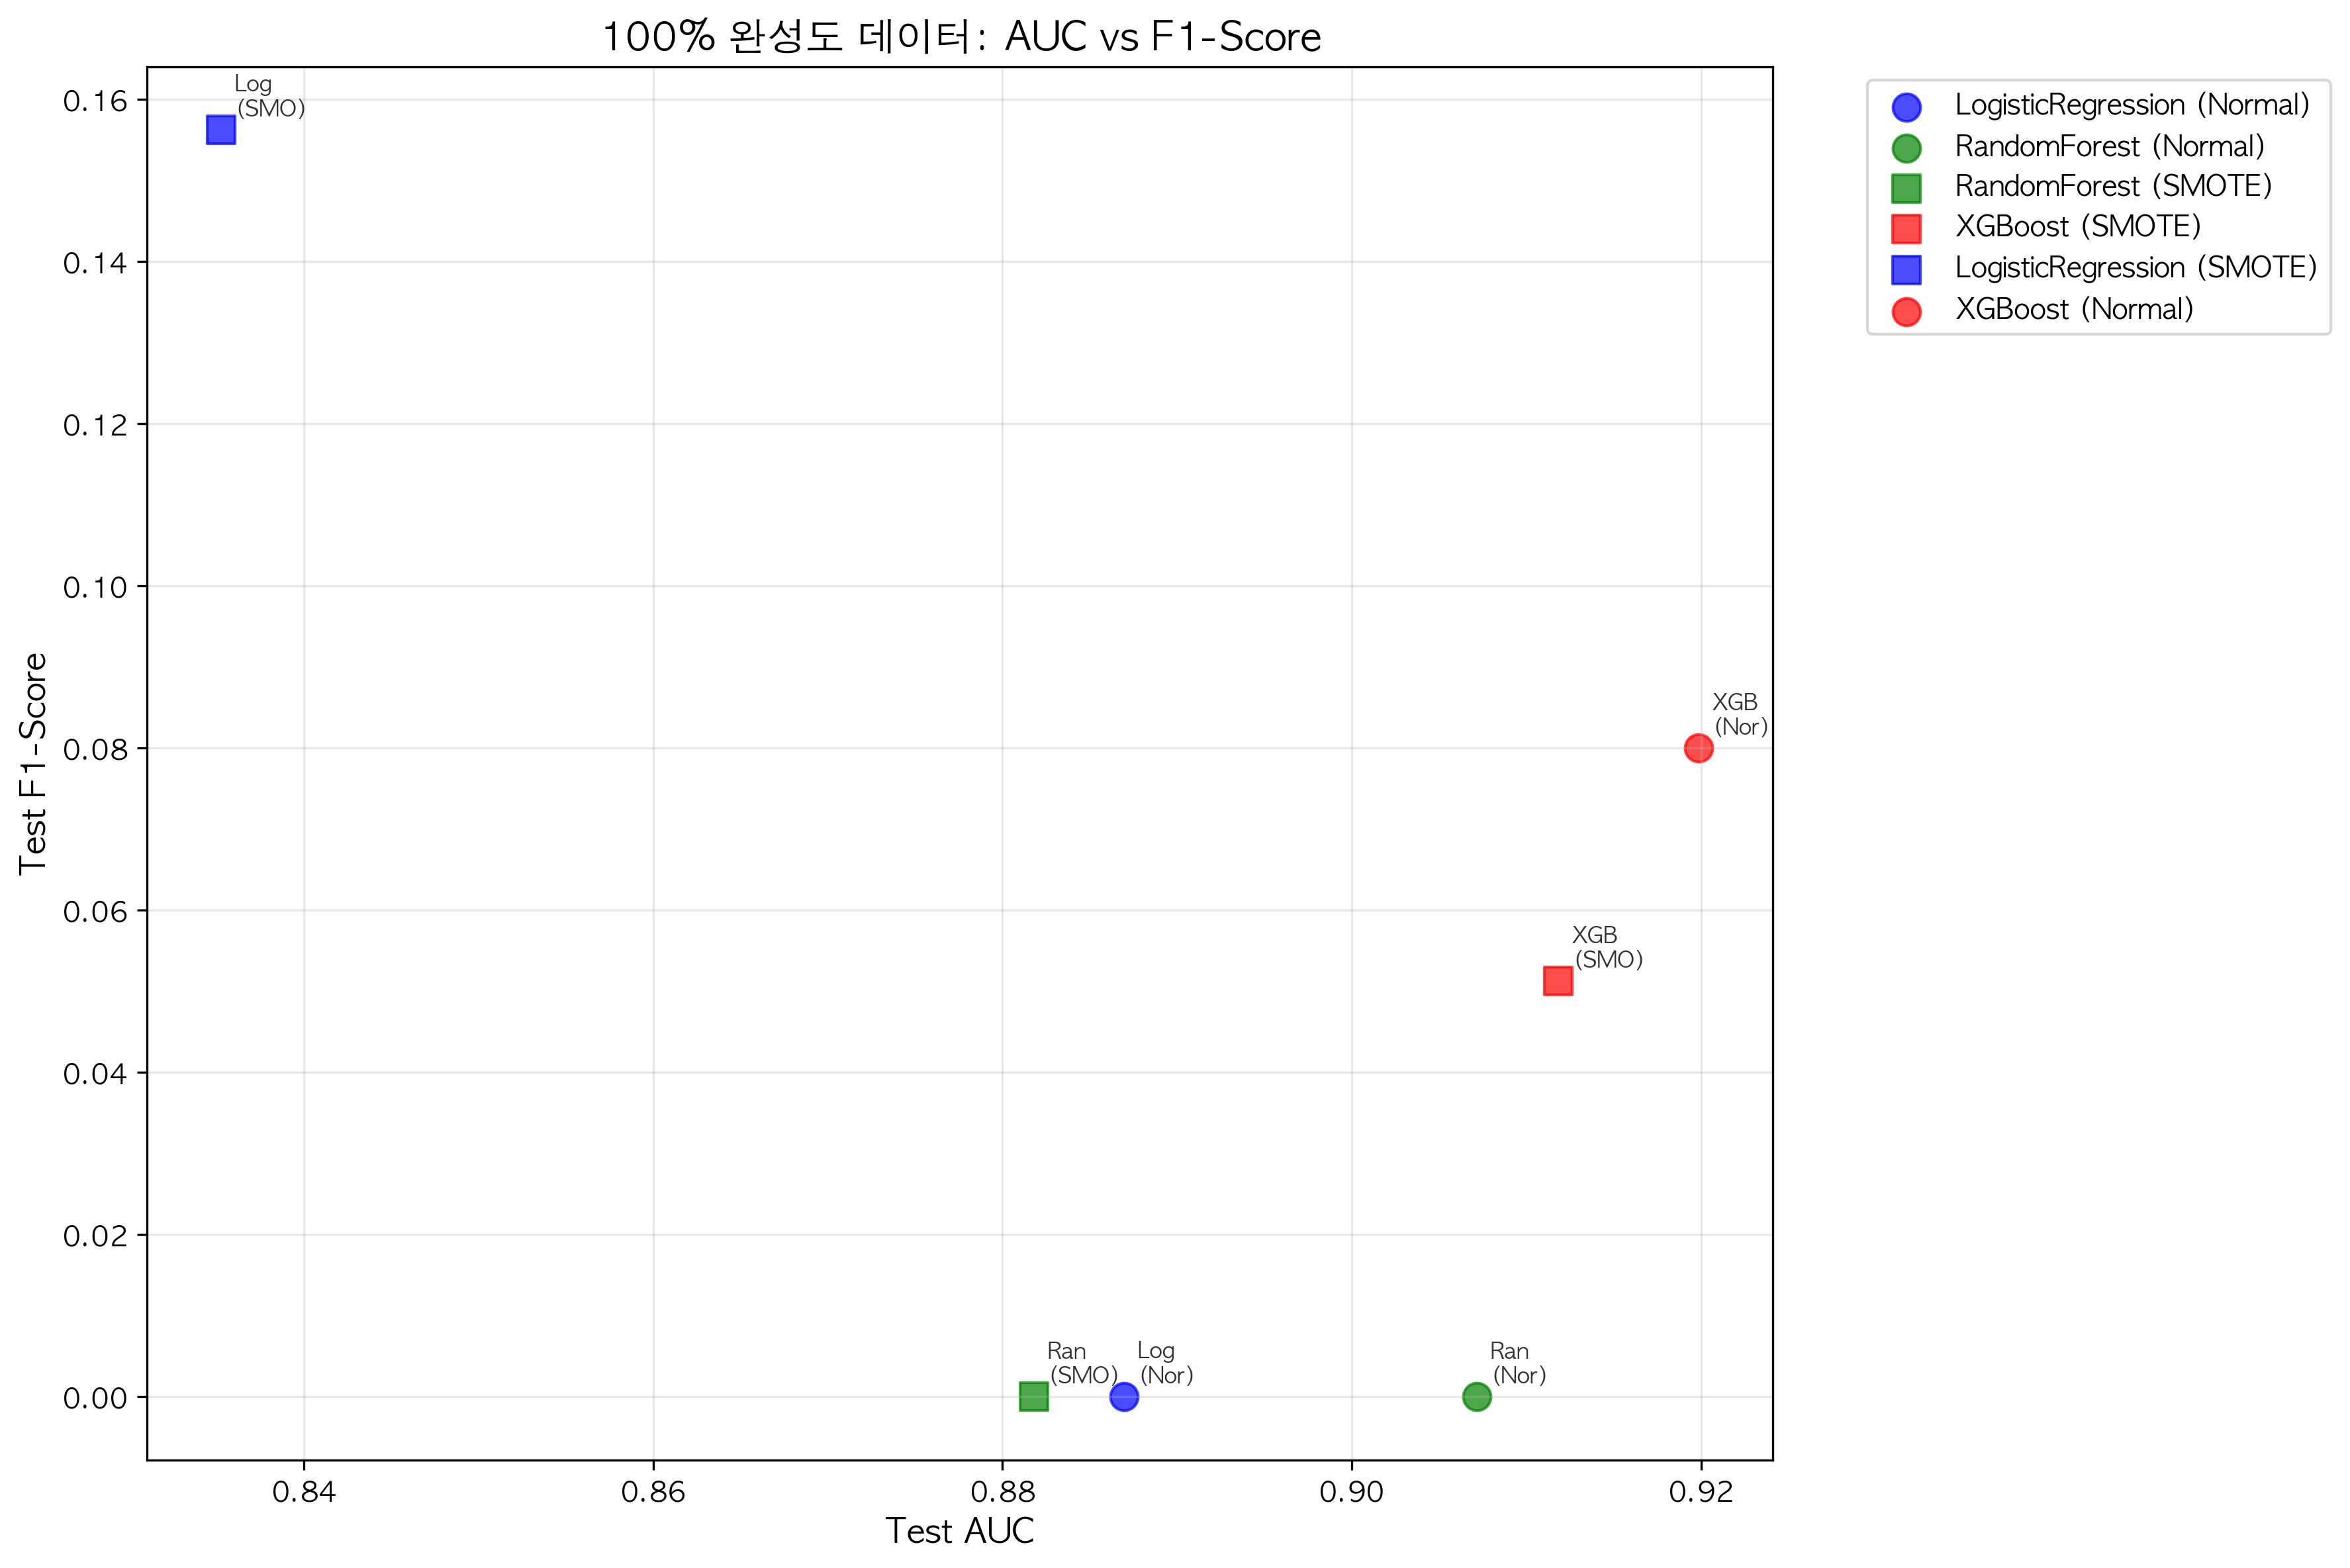 100% 완성도 데이터: AUC vs F1-Score
Log
(SMO)
XGB
(Nor)
XGB
(SMO)
Ran
(SMO)
Log
(Nor)
Ran
(Nor)
0.16
0.14
0.12
0.10
0.08
0.06
0.04
0.02
0.00
Test F1-Score
0.84
0.86
0.88
0.90
0.92
Test AUC
LogisticRegression (Normal)
RandomForest (Normal)
RandomForest (SMOTE)
XGBoost (SMOTE)
LogisticRegression (SMOTE)
XGBoost (Normal)